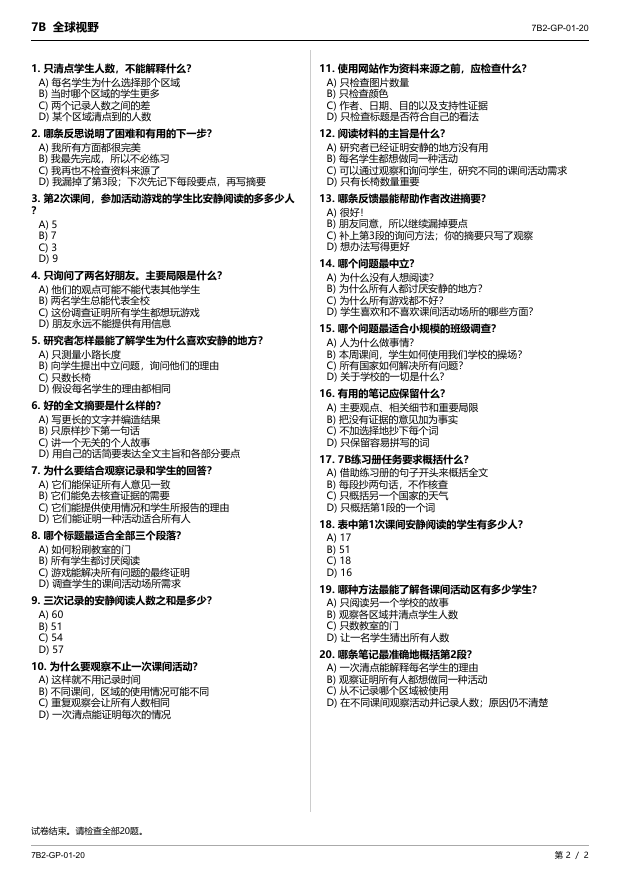 7B 全球视野
7B2-GP-01-20
1. 只清点学生人数，不能解释什么？
A) 每名学生为什么选择那个区域
B) 当时哪个区域的学生更多
C) 两个记录人数之间的差
D) 某个区域清点到的人数
2. 哪条反思说明了困难和有用的下一步？
A) 我所有方面都很完美
B) 我最先完成，所以不必练习
C) 我再也不检查资料来源了
D) 我漏掉了第3段；下次先记下每段要点，再写摘要
3. 第2次课间，参加活动游戏的学生比安静阅读的多多少人
？
A) 5
B) 7
C) 3
D) 9
4. 只询问了两名好朋友。主要局限是什么？
A) 他们的观点可能不能代表其他学生
B) 两名学生总能代表全校
C) 这份调查证明所有学生都想玩游戏
D) 朋友永远不能提供有用信息
5. 研究者怎样最能了解学生为什么喜欢安静的地方？
A) 只测量小路长度
B) 向学生提出中立问题，询问他们的理由
C) 只数长椅
D) 假设每名学生的理由都相同
6. 好的全文摘要是什么样的？
A) 写更长的文字并编造结果
B) 只原样抄下第一句话
C) 讲一个无关的个人故事
D) 用自己的话简要表达全文主旨和各部分要点
7. 为什么要结合观察记录和学生的回答？
A) 它们能保证所有人意见一致
B) 它们能免去核查证据的需要
C) 它们能提供使用情况和学生所报告的理由
D) 它们能证明一种活动适合所有人
8. 哪个标题最适合全部三个段落？
A) 如何粉刷教室的门
B) 所有学生都讨厌阅读
C) 游戏能解决所有问题的最终证明
D) 调查学生的课间活动场所需求
9. 三次记录的安静阅读人数之和是多少？
A) 60
B) 51
C) 54
D) 57
10. 为什么要观察不止一次课间活动？
A) 这样就不用记录时间
B) 不同课间，区域的使用情况可能不同
C) 重复观察会让所有人数相同
D) 一次清点能证明每次的情况
11. 使用网站作为资料来源之前，应检查什么？
A) 只检查图片数量
B) 只检查颜色
C) 作者、日期、目的以及支持性证据
D) 只检查标题是否符合自己的看法
12. 阅读材料的主旨是什么？
A) 研究者已经证明安静的地方没有用
B) 每名学生都想做同一种活动
C) 可以通过观察和询问学生，研究不同的课间活动需求
D) 只有长椅数量重要
13. 哪条反馈最能帮助作者改进摘要？
A) 很好！
B) 朋友同意，所以继续漏掉要点
C) 补上第3段的询问方法；你的摘要只写了观察
D) 想办法写得更好
14. 哪个问题最中立？
A) 为什么没有人想阅读？
B) 为什么所有人都讨厌安静的地方？
C) 为什么所有游戏都不好？
D) 学生喜欢和不喜欢课间活动场所的哪些方面？
15. 哪个问题最适合小规模的班级调查？
A) 人为什么做事情？
B) 本周课间，学生如何使用我们学校的操场？
C) 所有国家如何解决所有问题？
D) 关于学校的一切是什么？
16. 有用的笔记应保留什么？
A) 主要观点、相关细节和重要局限
B) 把没有证据的意见加为事实
C) 不加选择地抄下每个词
D) 只保留容易拼写的词
17. 7B练习册任务要求概括什么？
A) 借助练习册的句子开头来概括全文
B) 每段抄两句话，不作核查
C) 只概括另一个国家的天气
D) 只概括第1段的一个词
18. 表中第1次课间安静阅读的学生有多少人？
A) 17
B) 51
C) 18
D) 16
19. 哪种方法最能了解各课间活动区有多少学生？
A) 只阅读另一个学校的故事
B) 观察各区域并清点学生人数
C) 只数教室的门
D) 让一名学生猜出所有人数
20. 哪条笔记最准确地概括第2段？
A) 一次清点能解释每名学生的理由
B) 观察证明所有人都想做同一种活动
C) 从不记录哪个区域被使用
D) 在不同课间观察活动并记录人数；原因仍不清楚
试卷结束。请检查全部20题。
7B2-GP-01-20
第 2 / 2